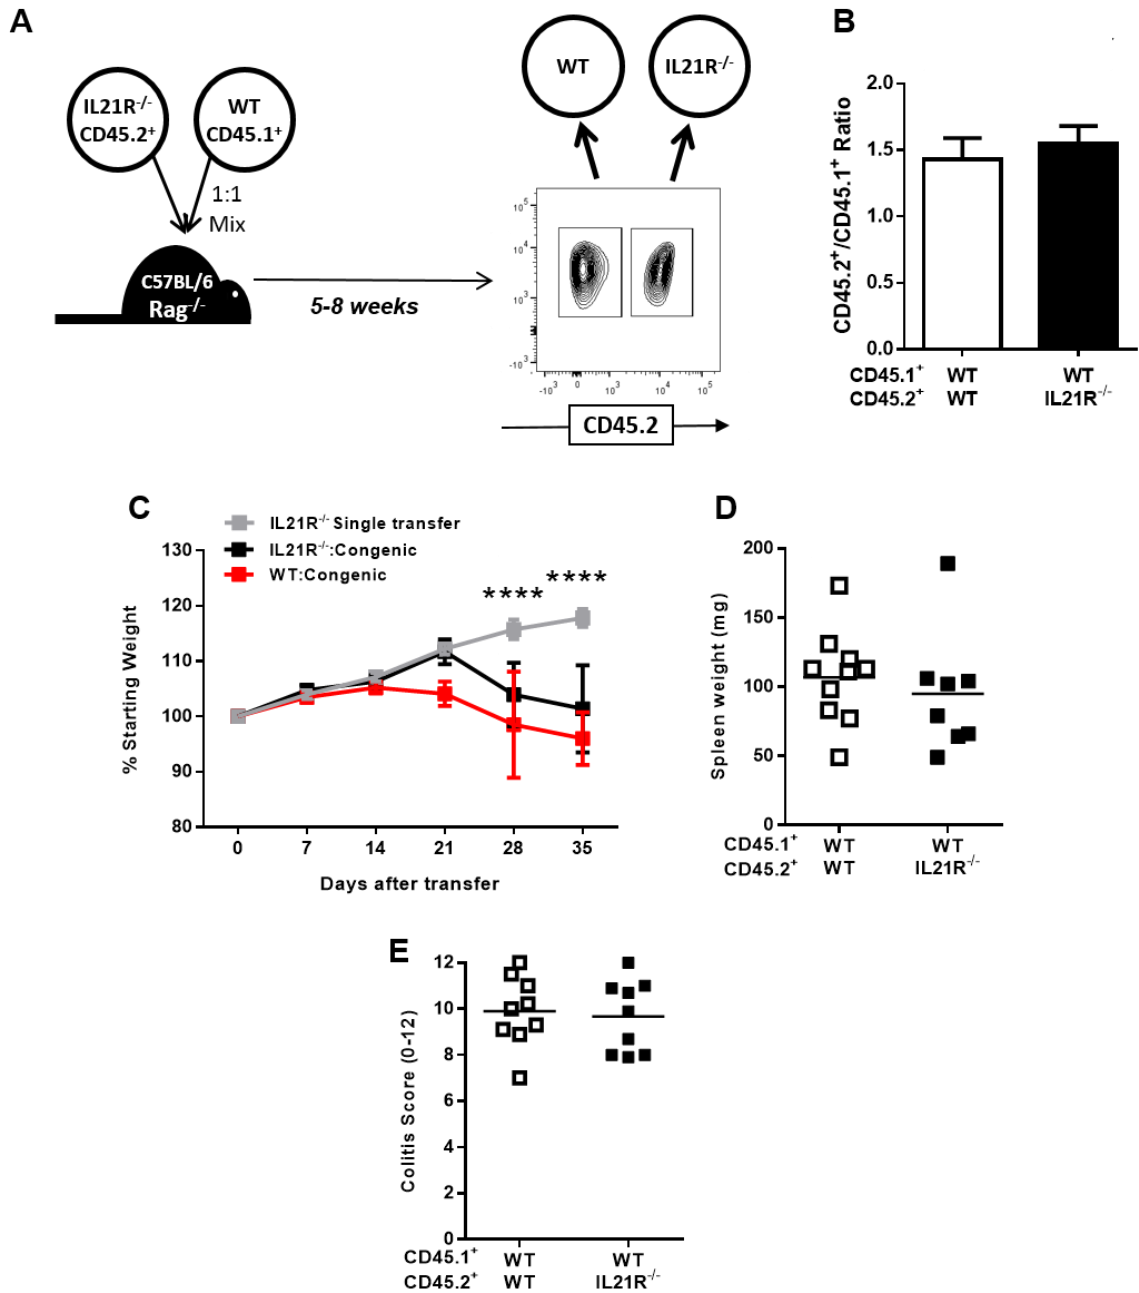 A
IL21R-/-
CD45.2+
WT
CD45.1+
1:1
Mix
C57BL/6
Rag-/-
5-8 weeks
WT
IL21R-/-
10^5
10^4
10^3
-10^3
-10^3
0
10^3
10^4
10^5
CD45.2
B
CD45.2+/CD45.1+ Ratio
2.0
1.5
1.0
0.5
0.0
CD45.1+ WT WT
CD45.2+ WT IL21R-/-
C
IL21R-/- Single transfer
IL21R-/-:Congenic
WT:Congenic
% Starting Weight
130
120
110
100
90
80
**** ****
0 7 14 21 28 35
Days after transfer
D
Spleen weight (mg)
200
150
100
50
0
CD45.1+ WT WT
CD45.2+ WT IL21R-/-
E
Colitis Score (0-12)
12
10
8
6
4
2
0
CD45.1+ WT WT
CD45.2+ WT IL21R-/-